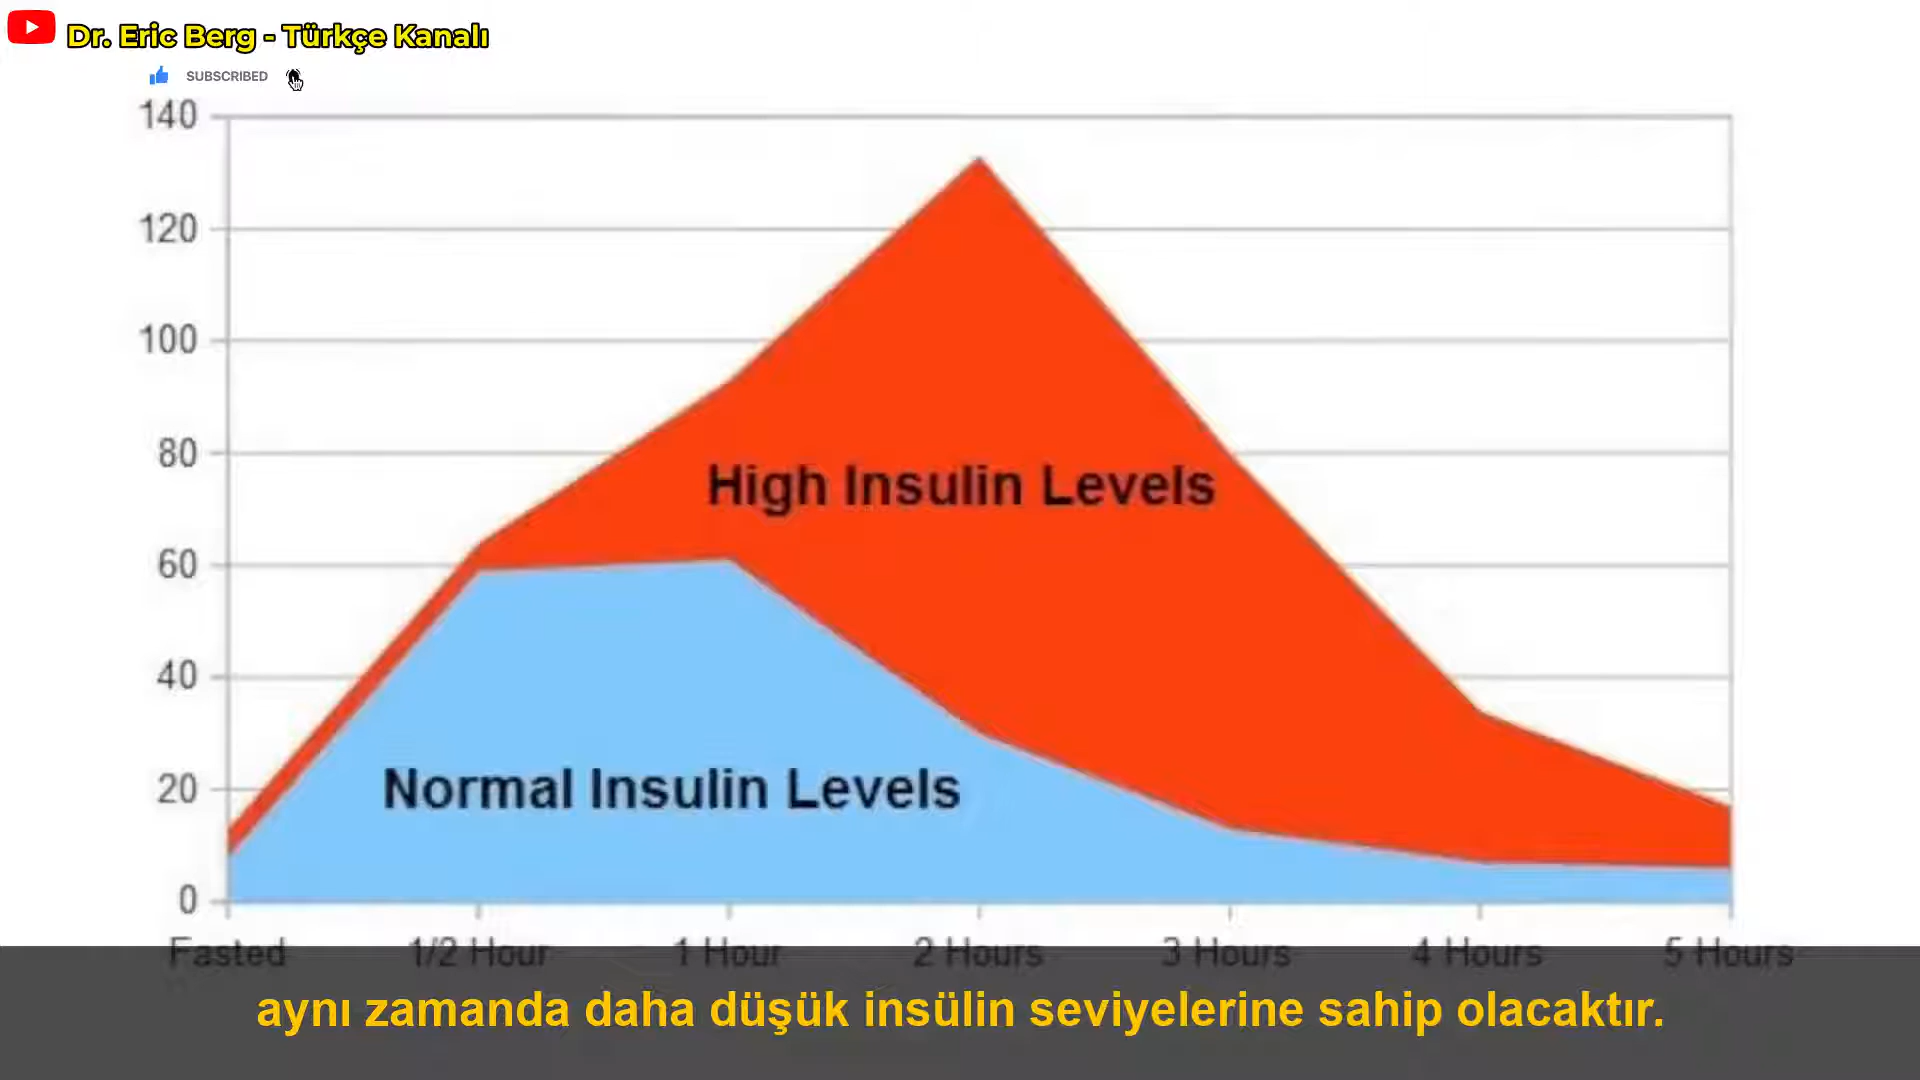 Dr. Eric Berg - Türkçe Kanalı
SUBSCRIBED
140
120
100
80
60
40
20
0
High Insulin Levels
Normal Insulin Levels
Fasted 1/2 Hour 1 Hour 2 Hours 3 Hours 4 Hours 5 Hours
aynı zamanda daha düşük insülin seviyelerine sahip olacaktır.